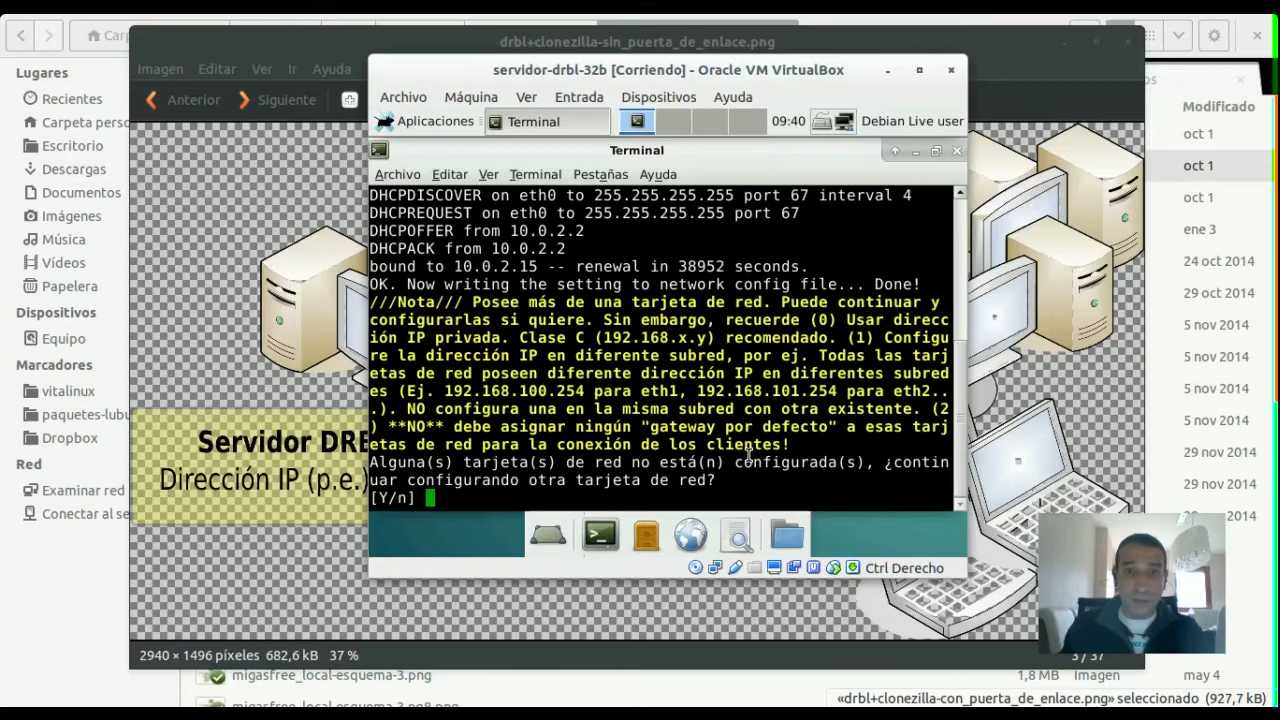 drbl+clonezilla-sin_puerta_de_enlace.png
Imagen Editar Ver Ir Ayuda
Anterior Siguiente
Lugares
Recientes
Carpeta perso
Escritorio
Descargas
Documentos
Imágenes
Música
Vídeos
Papelera
Dispositivos
Equipo
Marcadores
vitalinux
paquetes-lubu
Dropbox
Red
Examinar red
Conectar al se
Servidor DRB
Dirección IP (p.e.)
servidor-drbl-32b [Corriendo] - Oracle VM VirtualBox
Archivo Máquina Ver Entrada Dispositivos Ayuda
Aplicaciones Terminal 09:40 Debian Live user
Terminal
Archivo Editar Ver Terminal Pestañas Ayuda
DHCPDISCOVER on eth0 to 255.255.255.255 port 67 interval 4
DHCPREQUEST on eth0 to 255.255.255.255 port 67
DHCPOFFER from 10.0.2.2
DHCPACK from 10.0.2.2
bound to 10.0.2.15 -- renewal in 38952 seconds.
OK. Now writing the setting to network config file... Done!
///Nota/// Posee más de una tarjeta de red. Puede continuar y
configurarlas si quiere. Sin embargo, recuerde (0) Usar direcc
ión IP privada. Clase C (192.168.x.y) recomendado. (1) Configu
re la dirección IP en diferente subred, por ej. Todas las tarj
etas de red poseen diferente dirección IP en diferentes subred
es (Ej. 192.168.100.254 para eth1, 192.168.101.254 para eth2..
.). NO configura una en la misma subred con otra existente. (2
) **NO** debe asignar ningún "gateway por defecto" a esas tarj
etas de red para la conexión de los clientes!
Alguna(s) tarjeta(s) de red no está(n) configurada(s), ¿contin
uar configurando otra tarjeta de red?
[Y/n]
Ctrl Derecho
Modificado
oct 1
oct 1
oct 1
ene 3
24 oct 2014
29 oct 2014
5 nov 2014
5 nov 2014
5 nov 2014
5 nov 2014
29 nov 2014
29 nov 2014
2940 × 1496 píxeles 682,6 kB 37 %
3 / 37
migasfree_local-esquema-3.png
1,8 MB Imagen may 4
«drbl+clonezilla-con_puerta_de_enlace.png» seleccionado (927,7 kB)